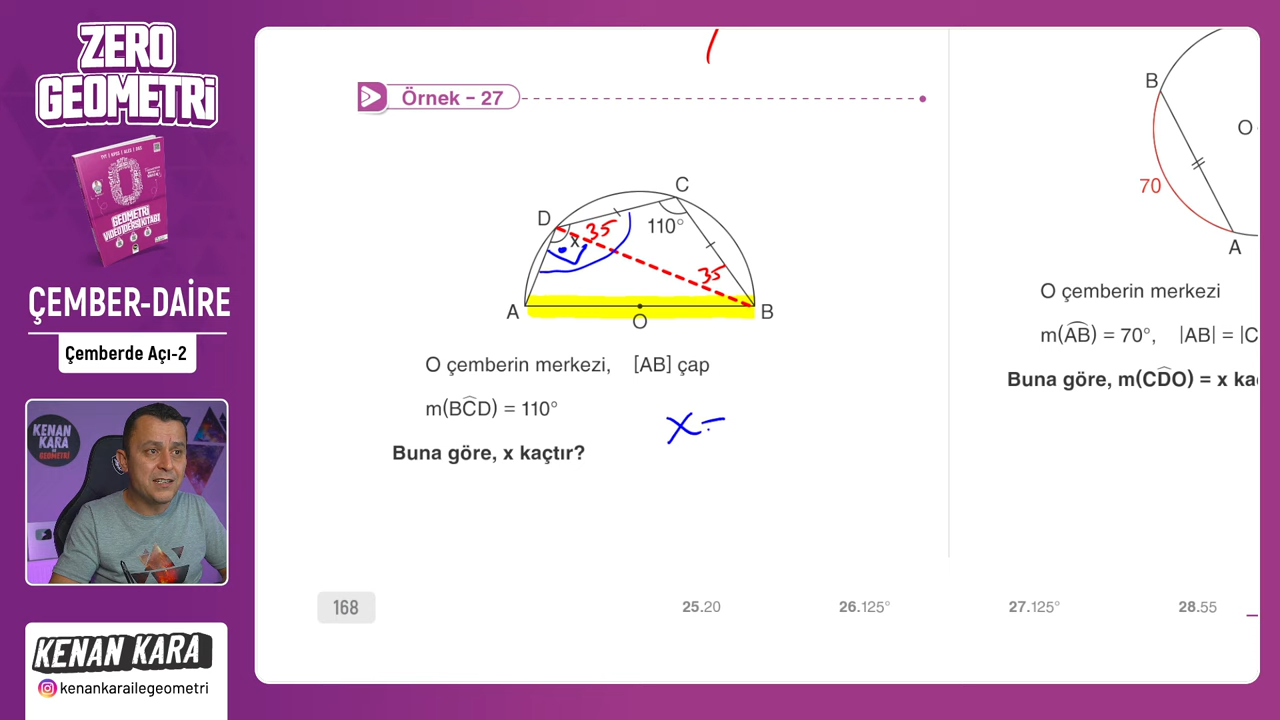 ZERO
GEOMETRİ
GEOMETRİ
VİDEO DERS KİTABI
ÇEMBER-DAİRE
Çemberde Açı-2
KENAN
KARA
GEOMETRİ
KENAN KARA
kenankarailegeometri
Örnek – 27
C
D
35
x
110°
35
A
O
B
O çemberin merkezi, [AB] çap
m(BCD) = 110°
Buna göre, x kaçtır?
x=
B
O
70
A
O çemberin merkezi
m(AB) = 70°, |AB| = |C
Buna göre, m(CDO) = x ka
168
25.20
26.125°
27.125°
28.55